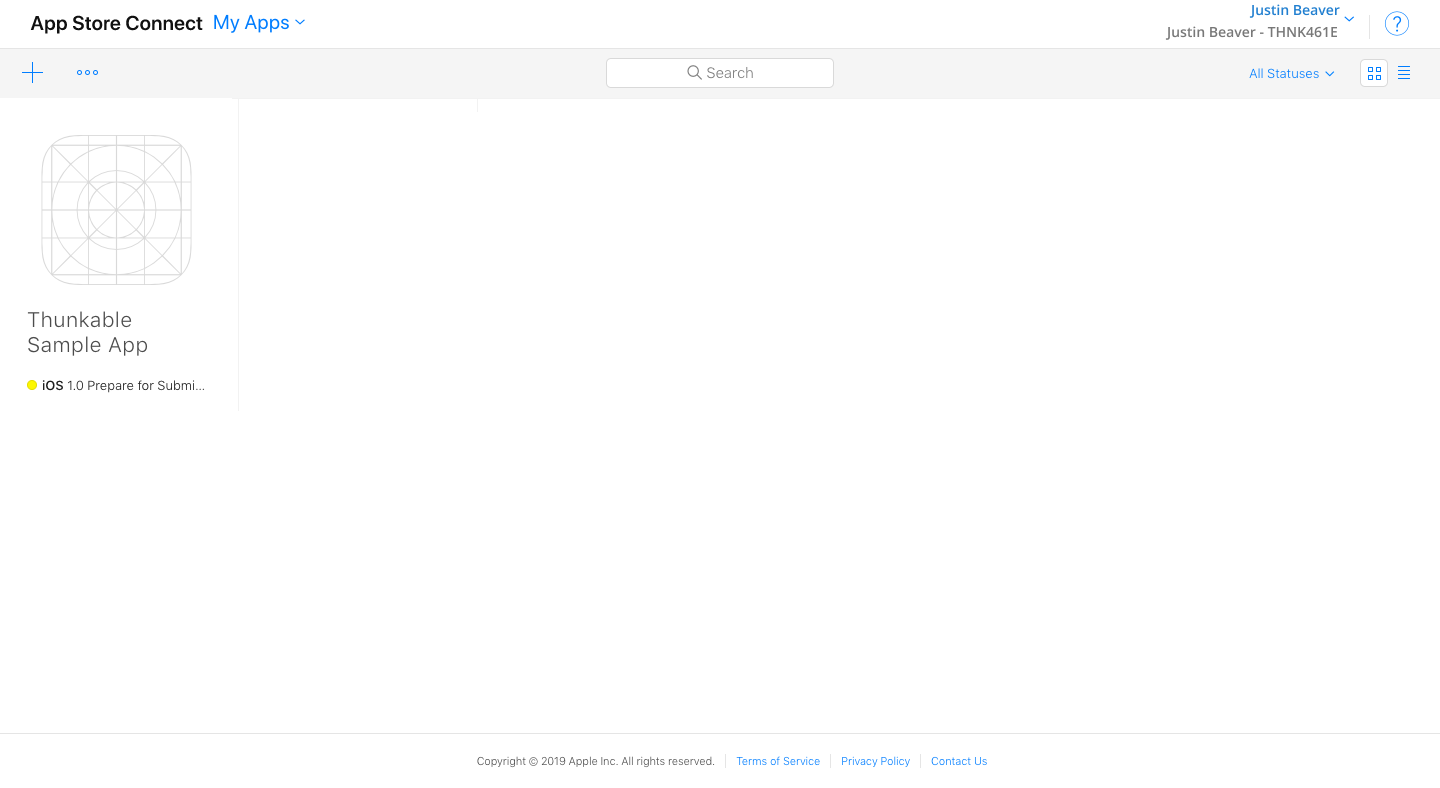 App Store Connect My Apps
Justin Beaver
Justin Beaver - THNK461E
?
Search
All Statuses
Thunkable
Sample App
iOS 1.0 Prepare for Submi...
Copyright © 2019 Apple Inc. All rights reserved. Terms of Service Privacy Policy Contact Us